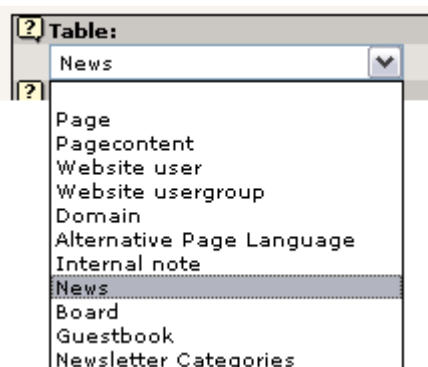 ? Table:
News
?
Page
Pagecontent
Website user
Website usergroup
Domain
Alternative Page Language
Internal note
News
Board
Guestbook
Newsletter Categories